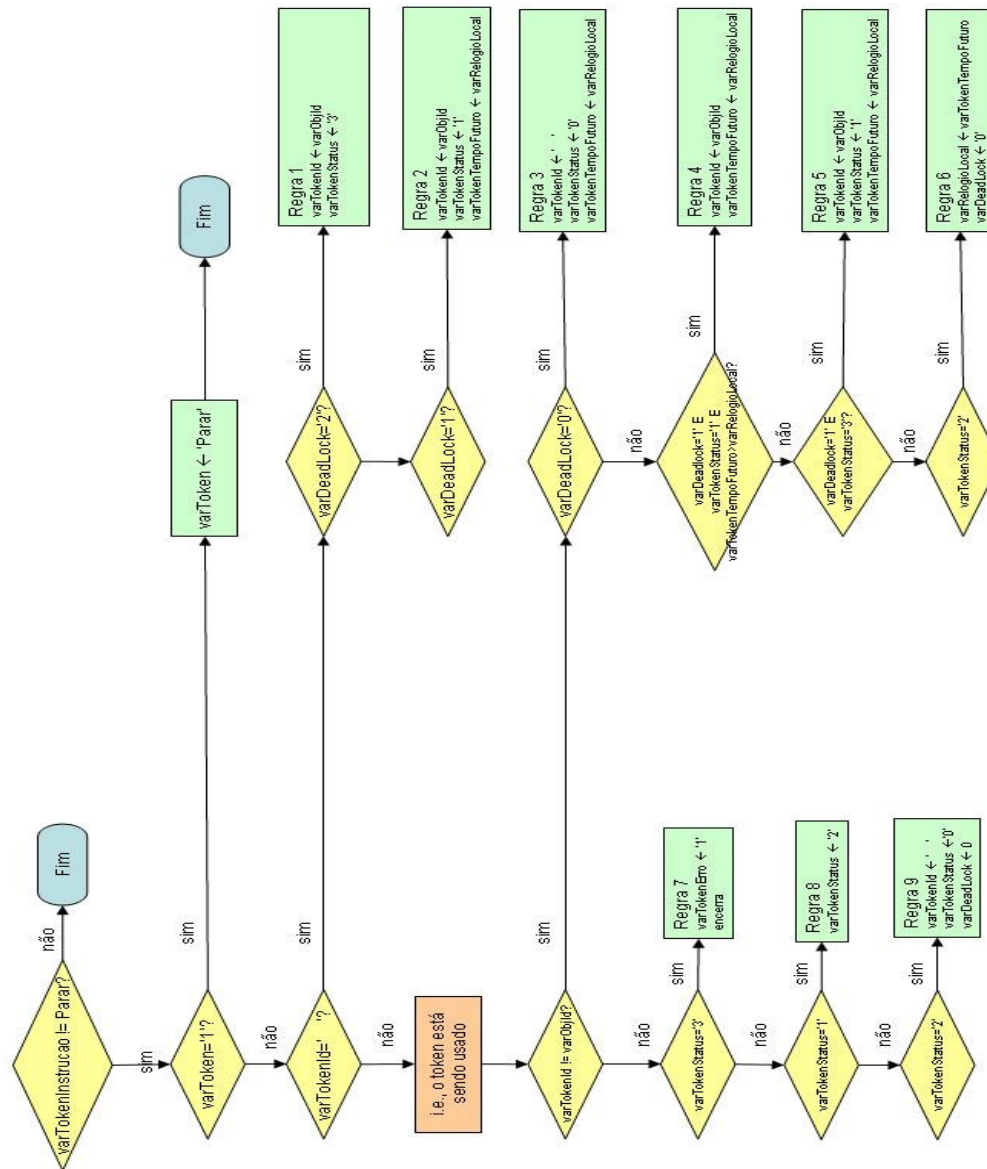 varTokenInstrucao != Parar?
não
Fim
sim
varToken='1'?
sim
varToken ← 'Parar'
Fim
não
varTokenId='    '?
sim
varDeadLock='2'?
sim
Regra 1
varTokenId ← varObjId
varTokenStatus ← '3'
varDeadLock='1'?
sim
Regra 2
varTokenId ← varObjId
varTokenStatus ← '1'
varTokenTempoFuturo ← varRelogioLocal
não
i.e., o token está
sendo usado
varTokenId != varObjId?
sim
varDeadLock='0'?
sim
Regra 3
varTokenId ← '    '
varTokenStatus ← '0'
varTokenTempoFuturo ← varRelogioLocal
não
varDeadlock='1' E
varTokenStatus='1' E
varTokenTempoFuturo>varRelogioLocal?
sim
Regra 4
varTokenId ← varObjId
varTokenTempoFuturo ← varRelogioLocal
não
varDeadlock='1' E
varTokenStatus='3'?
sim
Regra 5
varTokenId ← varObjId
varTokenStatus ← '1'
varTokenTempoFuturo ← varRelogioLocal
não
varTokenStatus='2'
sim
Regra 6
varRelogioLocal ← varTokenTempoFuturo
varDeadLock ← '0'
não
varTokenStatus='3'
sim
Regra 7
varTokenErro ← '1'
encerra
não
varTokenStatus='1'
sim
Regra 8
varTokenStatus ← '2'
não
varTokenStatus='2'
sim
Regra 9
varTokenId ← '    '
varTokenStatus ←'0'
varDeadLock ← 0